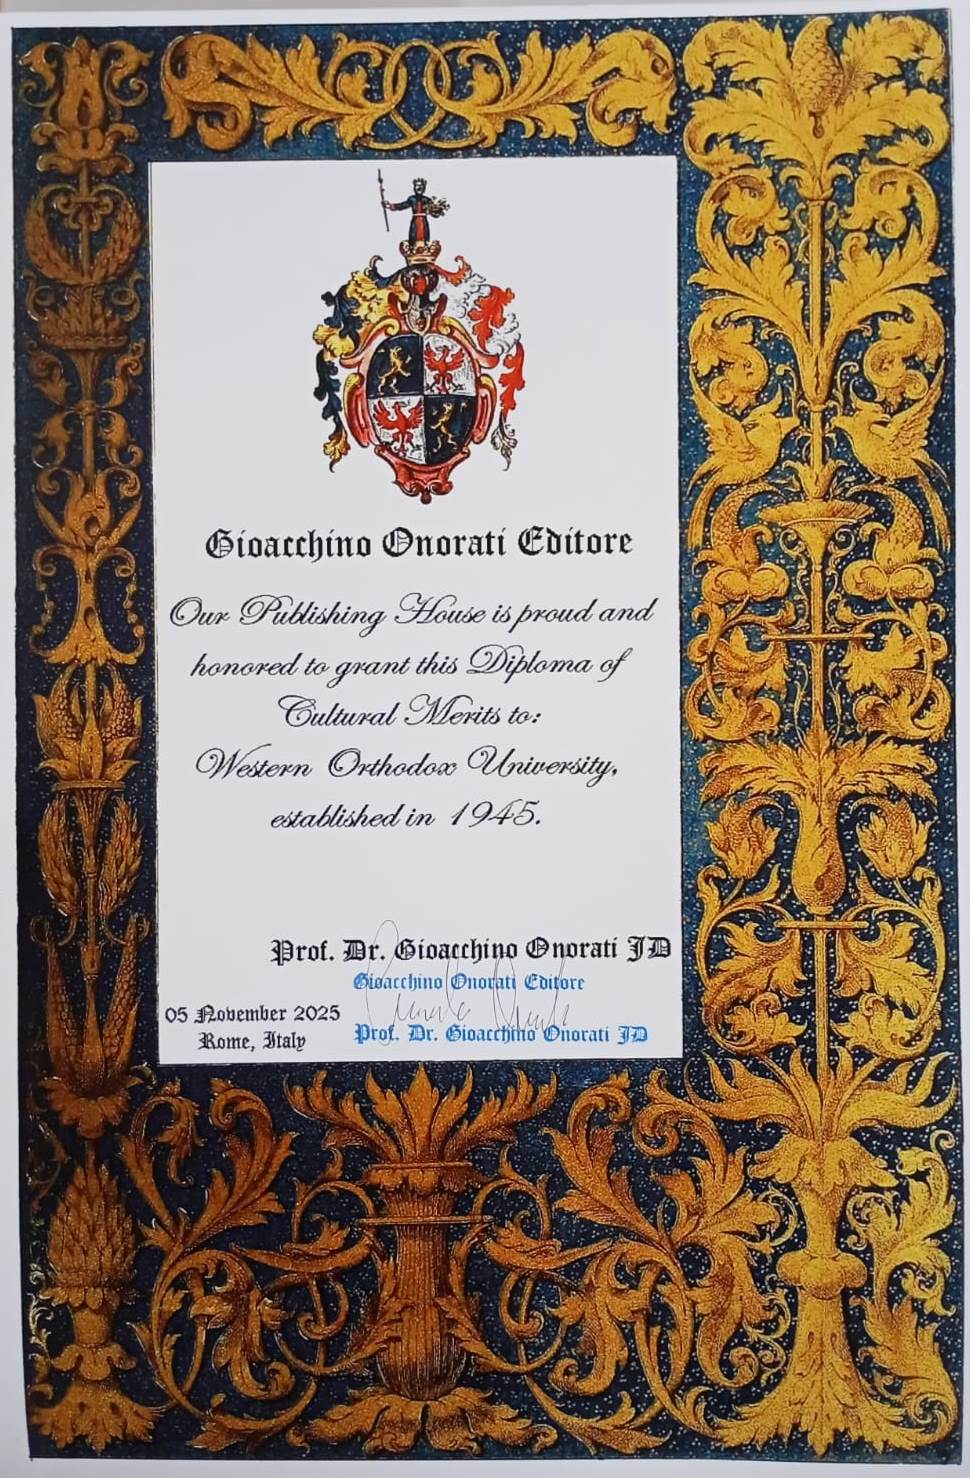 Gioacchino Onorati Editore
Our Publishing House is proud and
honored to grant this Diploma of
Cultural Merits to:
Western Orthodox University,
established in 1945.
Prof. Dr. Gioacchino Onorati JD
Gioacchino Onorati Editore
05 November 2025
Prof. Dr. Gioacchino Onorati JD
Rome, Italy